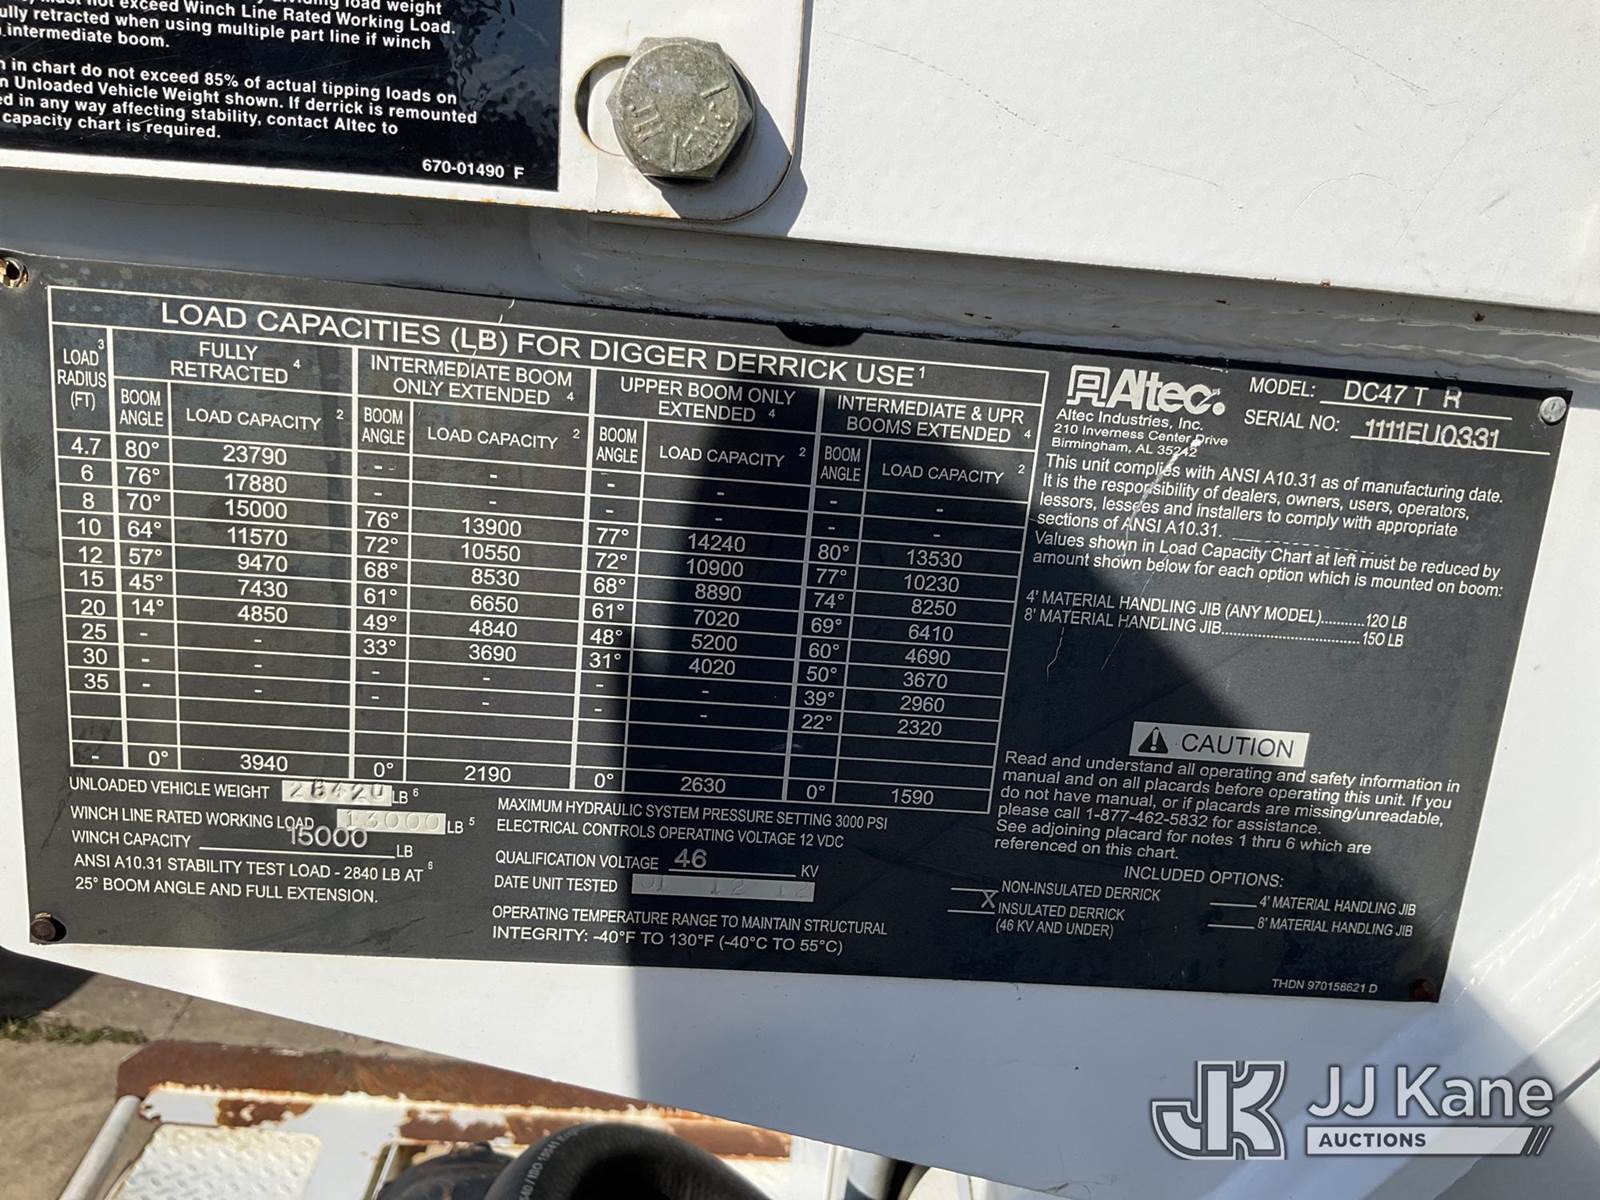 not exceed Winch Line Rated Working Load.
fully retracted when using multiple part line if winch
intermediate boom.
in chart do not exceed 85% of actual tipping loads on
Unloaded Vehicle Weight shown. If derrick is remounted
in any way affecting stability, contact Altec to
capacity chart is required.
670-01490 F
LOAD CAPACITIES (LB) FOR DIGGER DERRICK USE 1
LOAD RADIUS (FT) 3
FULLY RETRACTED 4
INTERMEDIATE BOOM ONLY EXTENDED 4
UPPER BOOM ONLY EXTENDED 4
INTERMEDIATE & UPR BOOMS EXTENDED 4
BOOM ANGLE LOAD CAPACITY 2 BOOM ANGLE LOAD CAPACITY 2 BOOM ANGLE LOAD CAPACITY 2 BOOM ANGLE LOAD CAPACITY 2
4.7 80° 23790 - - - - - -
6 76° 17880 - - - - - -
8 70° 15000 76° 13900 77° 14240 80° 13530
10 64° 11570 72° 10550 72° 10900 77° 10230
12 57° 9470 68° 8530 68° 8890 74° 8250
15 45° 7430 61° 6650 61° 7020 69° 6410
20 14° 4850 49° 4840 48° 5200 60° 4690
25 - - 33° 3690 31° 4020 50° 3670
30 - - - - - - 39° 2960
35 - - - - - - 22° 2320
- 0° 3940 0° 2190 0° 2630 0° 1590
UNLOADED VEHICLE WEIGHT 26420 LB 6
WINCH LINE RATED WORKING LOAD 13000 LB 5
WINCH CAPACITY 15000 LB
ANSI A10.31 STABILITY TEST LOAD - 2840 LB AT 6
25° BOOM ANGLE AND FULL EXTENSION.
MAXIMUM HYDRAULIC SYSTEM PRESSURE SETTING 3000 PSI
ELECTRICAL CONTROLS OPERATING VOLTAGE 12 VDC
QUALIFICATION VOLTAGE 46 KV
DATE UNIT TESTED 01 12 12
OPERATING TEMPERATURE RANGE TO MAINTAIN STRUCTURAL
INTEGRITY: -40°F TO 130°F (-40°C TO 55°C)
Altec
Altec Industries, Inc.
210 Inverness Center Drive
Birmingham, AL 35242
MODEL: DC47 T R
SERIAL NO: 1111EU0331
This unit complies with ANSI A10.31 as of manufacturing date.
It is the responsibility of dealers, owners, users, operators,
lessors, lessees and installers to comply with appropriate
sections of ANSI A10.31.
Values shown in Load Capacity Chart at left must be reduced by
amount shown below for each option which is mounted on boom:
4' MATERIAL HANDLING JIB (ANY MODEL)..........120 LB
8' MATERIAL HANDLING JIB................................150 LB
CAUTION
Read and understand all operating and safety information in
manual and on all placards before operating this unit. If you
do not have manual, or if placards are missing/unreadable,
please call 1-877-462-5832 for assistance.
See adjoining placard for notes 1 thru 6 which are
referenced on this chart.
INCLUDED OPTIONS:
NON-INSULATED DERRICK
X INSULATED DERRICK
(46 KV AND UNDER)
4' MATERIAL HANDLING JIB
8' MATERIAL HANDLING JIB
THDN 970158621 D
JK JJ Kane
AUCTIONS